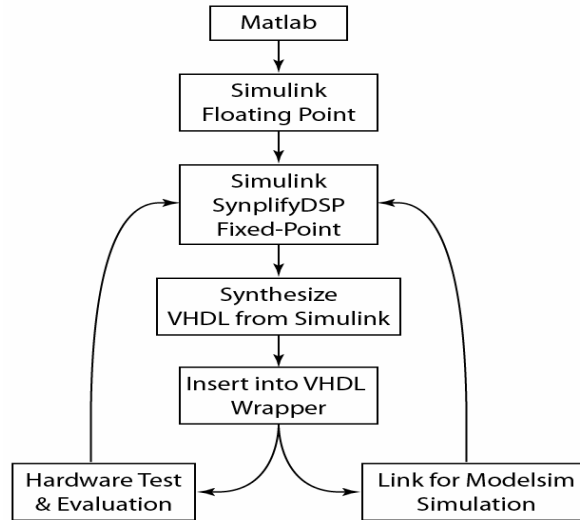 Matlab
Simulink
Floating Point
Simulink
SynplifyDSP
Fixed-Point
Synthesize
VHDL from Simulink
Insert into VHDL
Wrapper
Hardware Test
& Evaluation
Link for Modelsim
Simulation